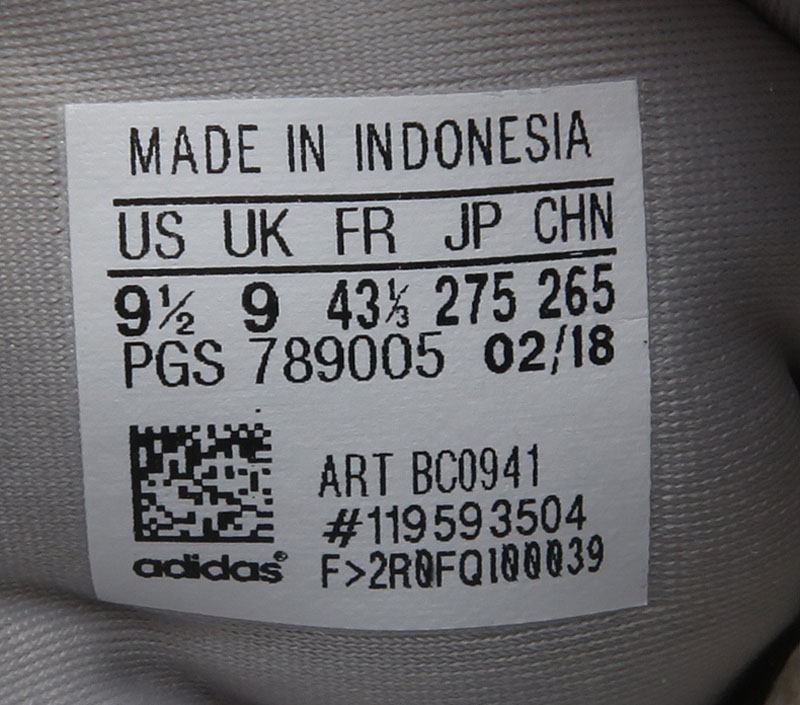 MADE IN INDONESIA
US UK FR JP CHN
9½ 9 43⅓ 275 265
PGS 789005 02/18
ART BC0941
#119593504
adidas® F>2R0FQ100039